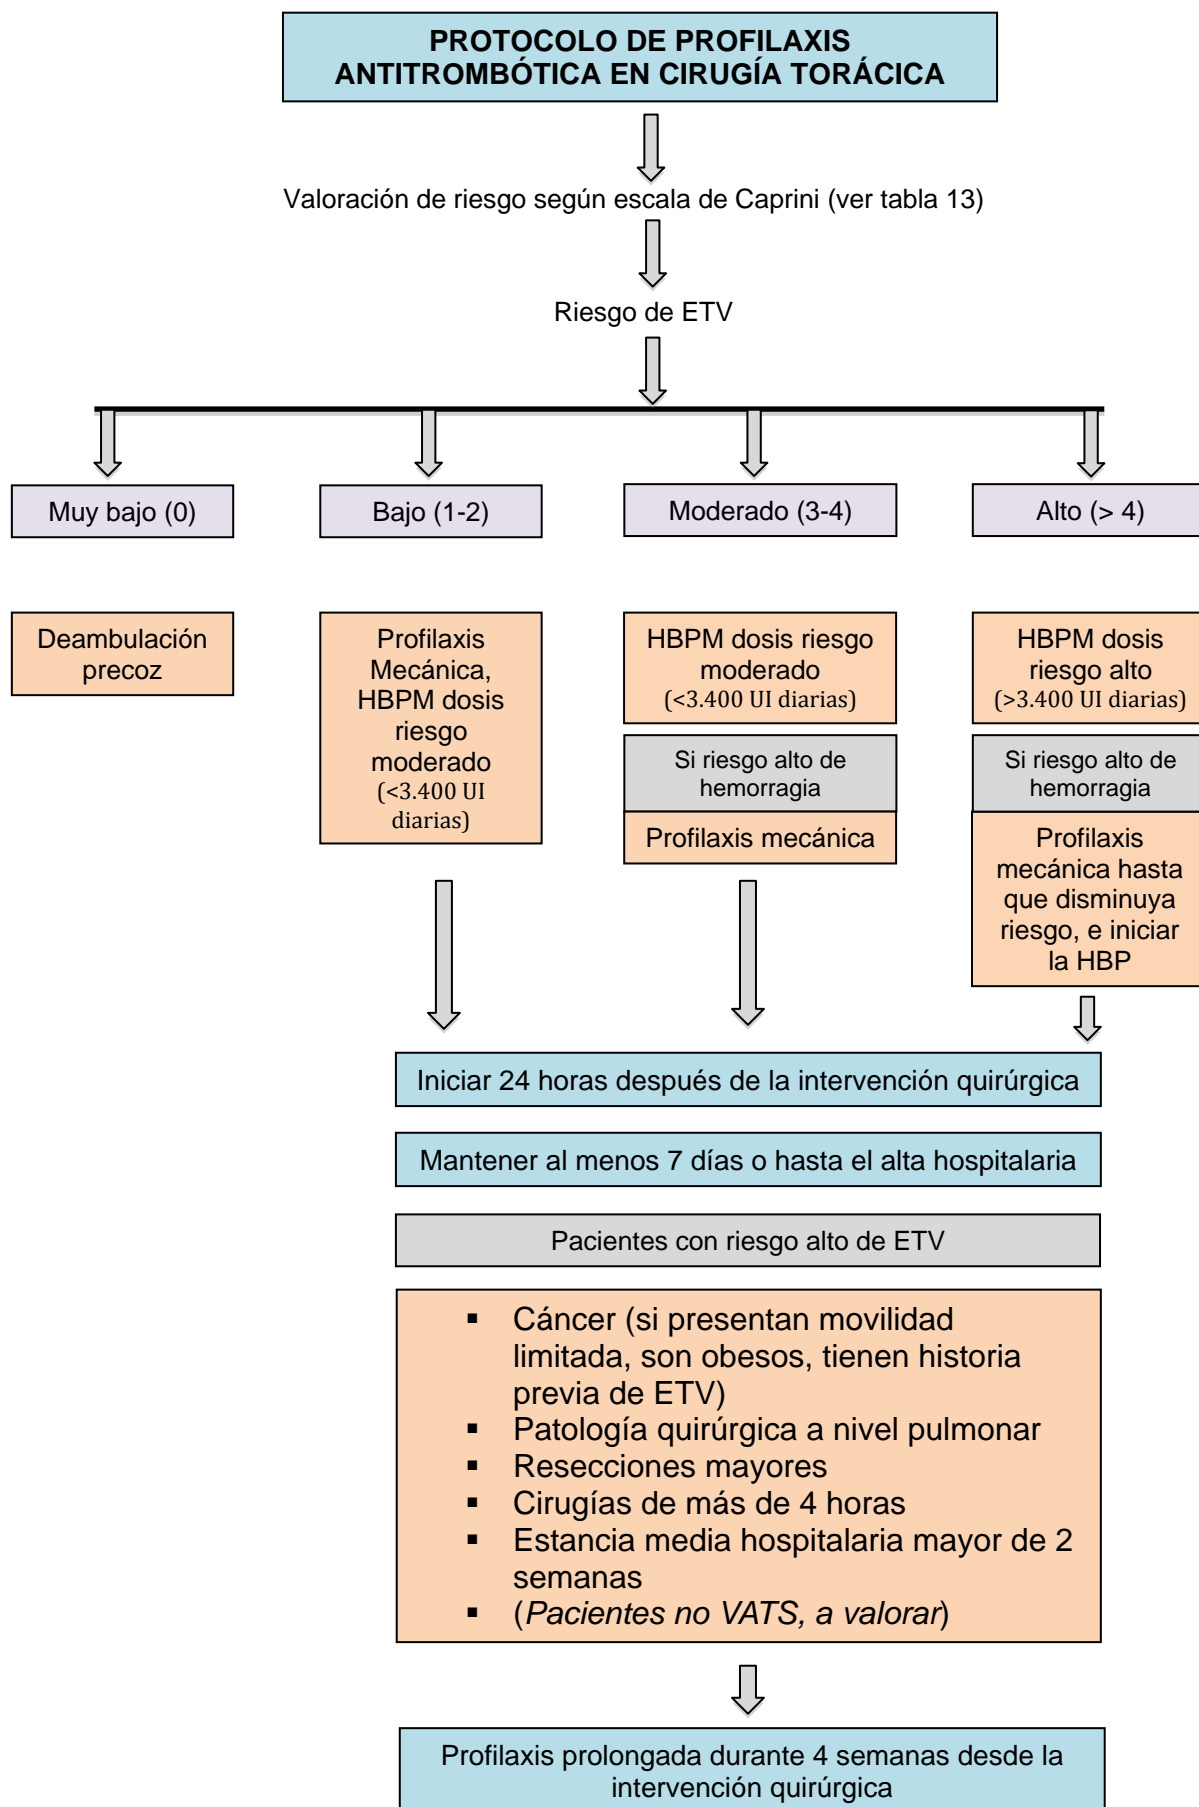 PROTOCOLO DE PROFILAXIS
ANTITROMBÓTICA EN CIRUGÍA TORÁCICA
Valoración de riesgo según escala de Caprini (ver tabla 13)
Riesgo de ETV
Muy bajo (0)
Bajo (1-2)
Moderado (3-4)
Alto (> 4)
Deambulación
precoz
Profilaxis
Mecánica,
HBPM dosis
riesgo
moderado
(<3.400 UI
diarias)
HBPM dosis riesgo
moderado
(<3.400 UI diarias)
Si riesgo alto de
hemorragia
Profilaxis mecánica
HBPM dosis
riesgo alto
(>3.400 UI diarias)
Si riesgo alto de
hemorragia
Profilaxis
mecánica hasta
que disminuya
riesgo, e iniciar
la HBP
Iniciar 24 horas después de la intervención quirúrgica
Mantener al menos 7 días o hasta el alta hospitalaria
Pacientes con riesgo alto de ETV
▪ Cáncer (si presentan movilidad
limitada, son obesos, tienen historia
previa de ETV)
▪ Patología quirúrgica a nivel pulmonar
▪ Resecciones mayores
▪ Cirugías de más de 4 horas
▪ Estancia media hospitalaria mayor de 2
semanas
▪ (Pacientes no VATS, a valorar)
Profilaxis prolongada durante 4 semanas desde la
intervención quirúrgica